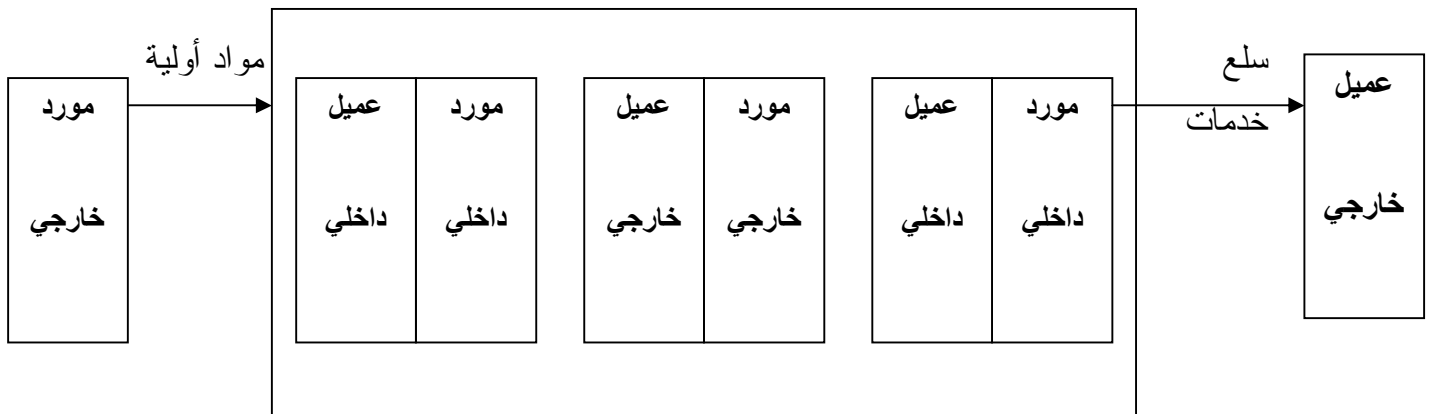 مواد أولية
سلع
خدمات
مورد
خارجي
عميل
داخلي
مورد
داخلي
عميل
خارجي
مورد
خارجي
عميل
داخلي
مورد
داخلي
عميل
خارجي